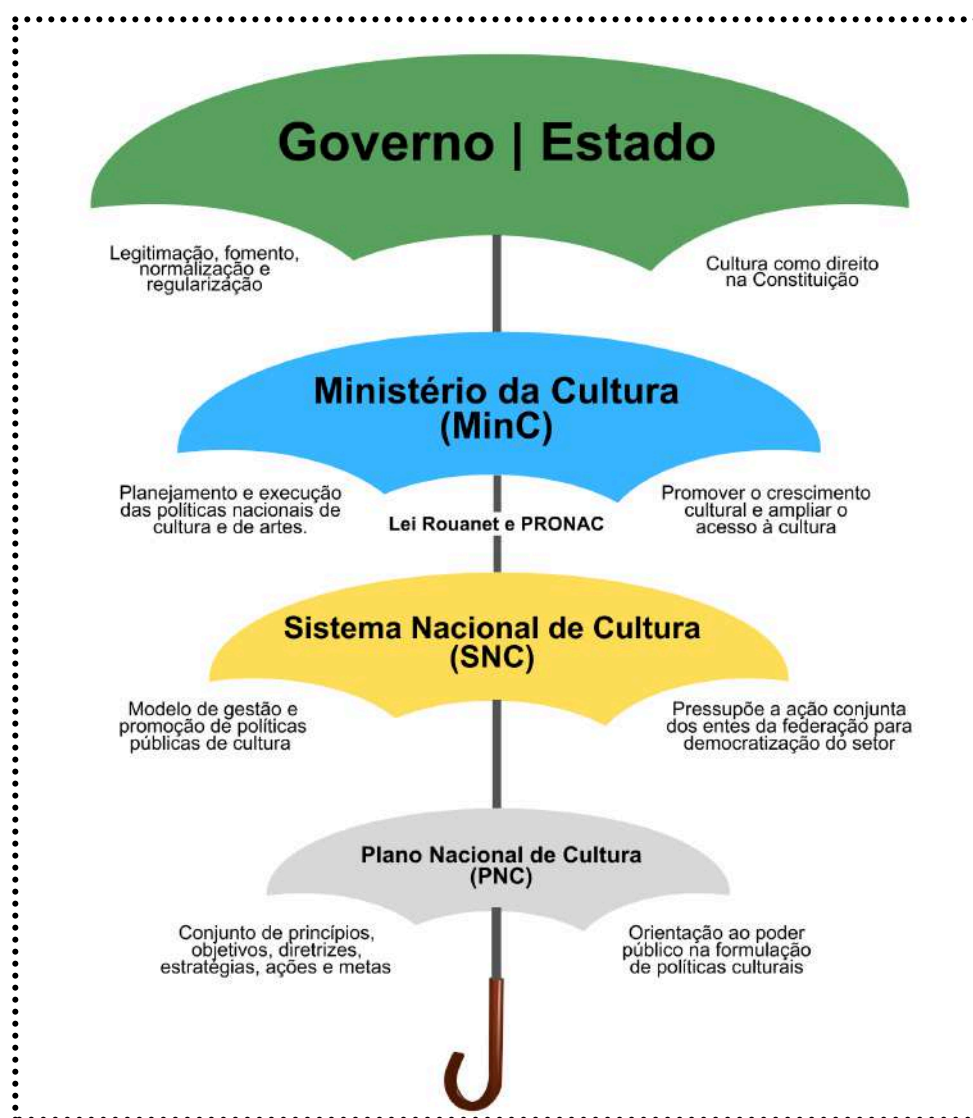 Governo | Estado
Legitimação, fomento,
normalização e
regularização
Cultura como direito
na Constituição
Ministério da Cultura
(MinC)
Planejamento e execução
das políticas nacionais de
cultura e de artes.
Lei Rouanet e PRONAC
Promover o crescimento
cultural e ampliar o
acesso à cultura
Sistema Nacional de Cultura
(SNC)
Modelo de gestão e
promoção de políticas
públicas de cultura
Pressupõe a ação conjunta
dos entes da federação para
democratização do setor
Plano Nacional de Cultura
(PNC)
Conjunto de princípios,
objetivos, diretrizes,
estratégias, ações e metas
Orientação ao poder
público na formulação
de políticas culturais